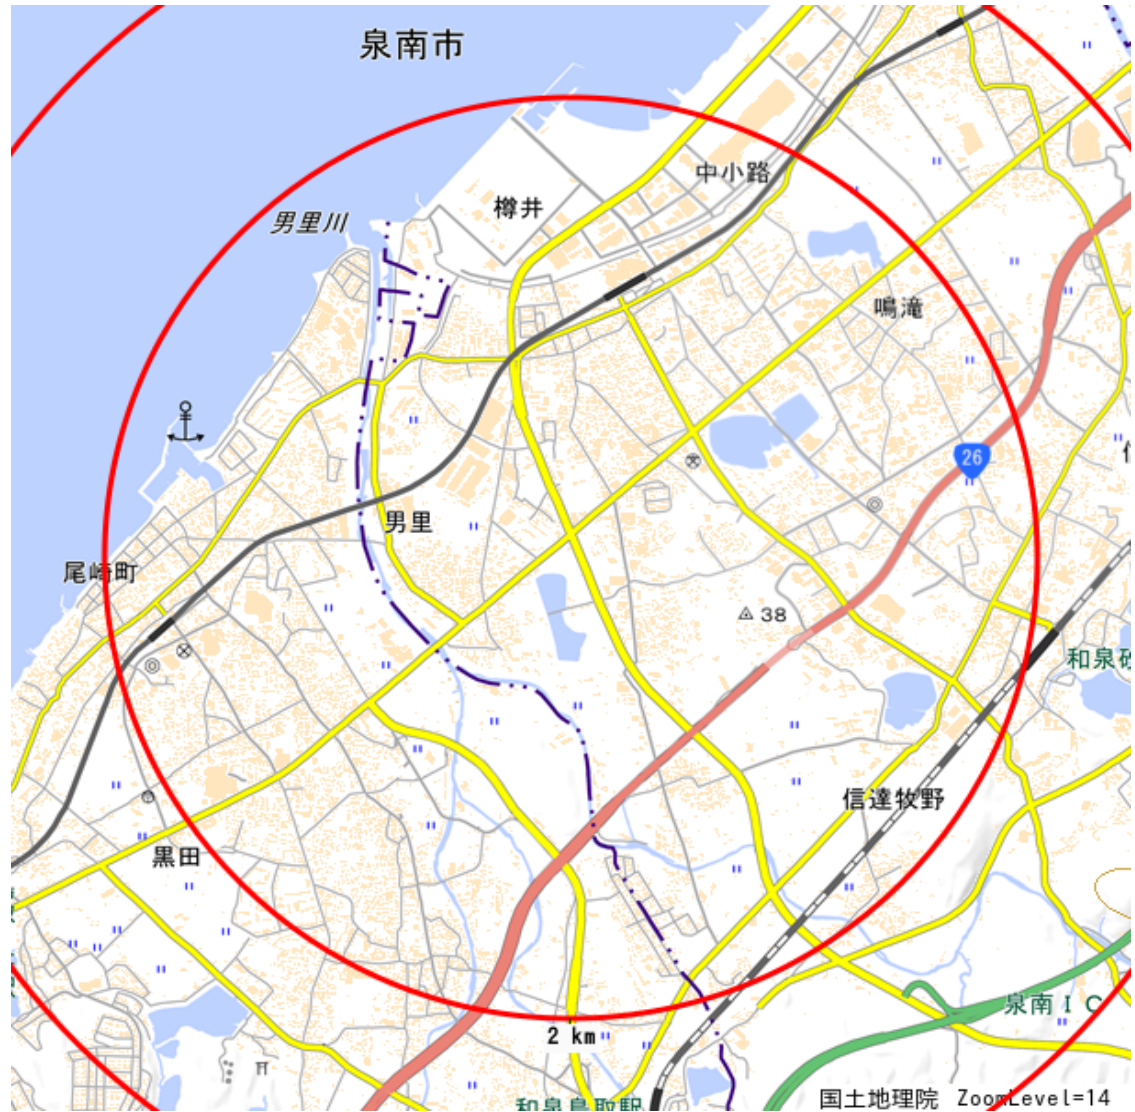 泉南市
中小路
樽井
男里川
鳴滝
26
男里
尾崎町
38
和泉砂
信達牧野
黒田
泉南IC
2 km
国土地理院 ZoomLevel=14
和泉鳥取駅